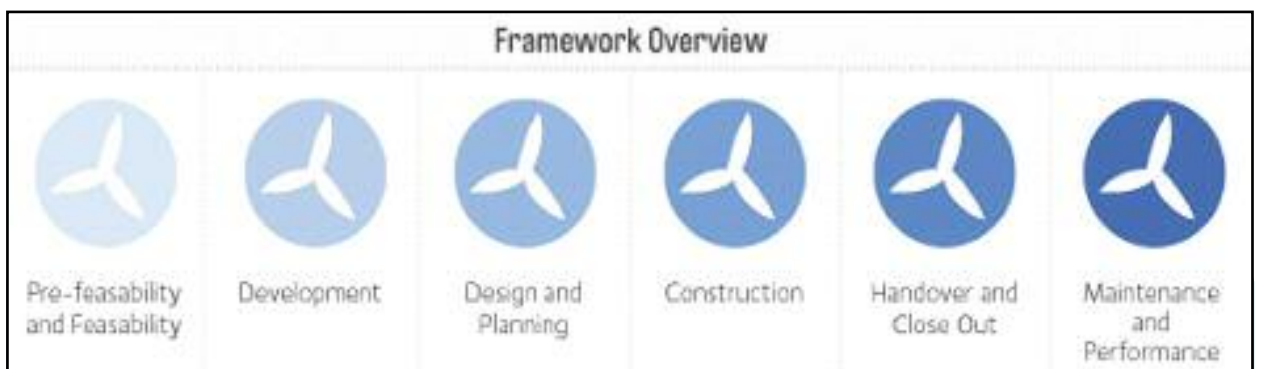 Framework Overview
Pre-feasability
and Feasability
Development
Design and
Planning
Construction
Handover and
Close Out
Maintenance
and
Performance